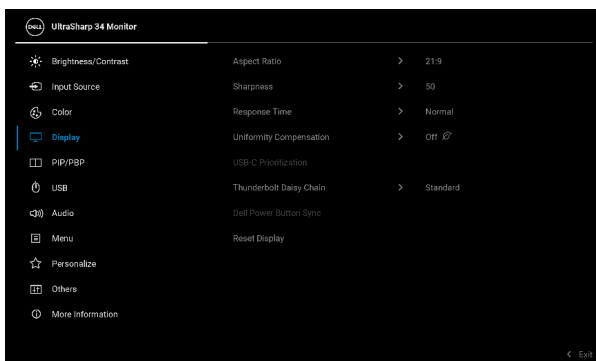 DELL UltraSharp 34 Monitor
Brightness/Contrast Aspect Ratio > 21:9
Input Source Sharpness > 50
Color Response Time > Normal
Display Uniformity Compensation > Off
PIP/PBP USB-C Prioritization
USB Thunderbolt Daisy Chain > Standard
Audio Dell Power Button Sync
Menu Reset Display
Personalize
Others
More Information
< Exit